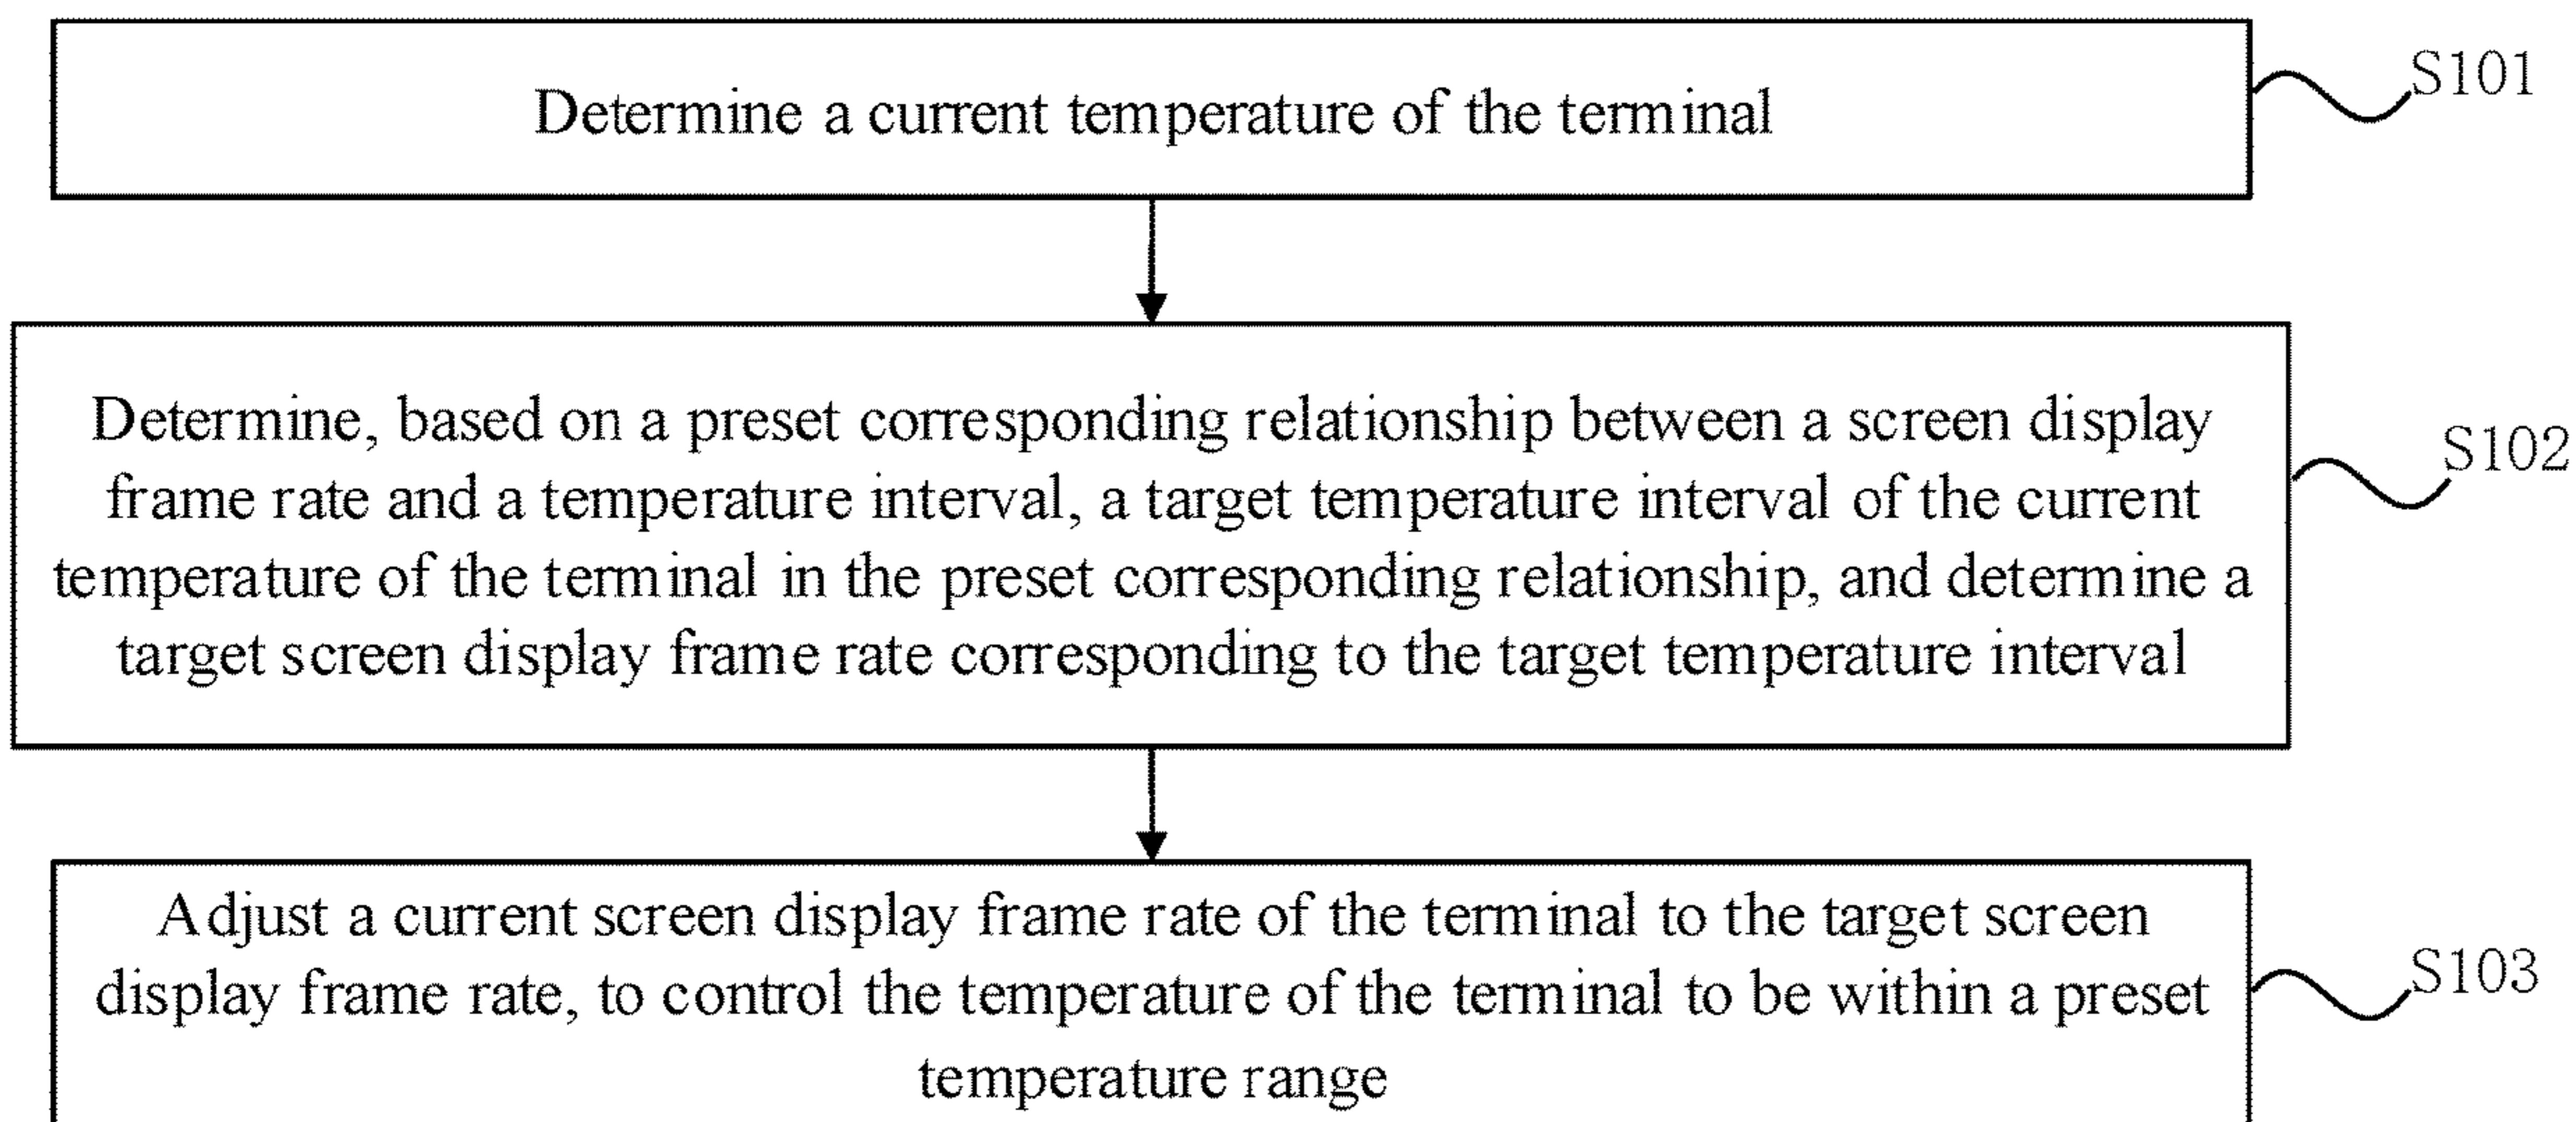 Determine a current temperature of the terminal
S101
Determine, based on a preset corresponding relationship between a screen display
frame rate and a temperature interval, a target temperature interval of the current
temperature of the terminal in the preset corresponding relationship, and determine a
target screen display frame rate corresponding to the target temperature interval
S102
Adjust a current screen display frame rate of the terminal to the target screen
display frame rate, to control the temperature of the terminal to be within a preset
temperature range
S103